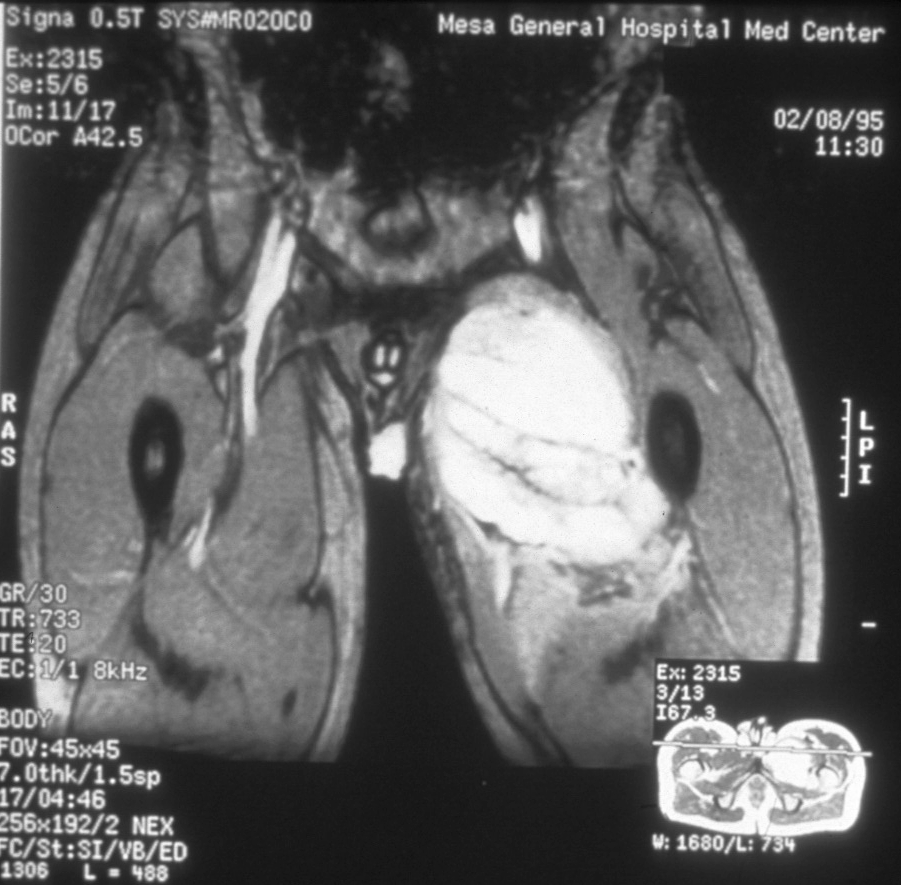 Signa 0.5T SYS#MR020C0
Ex:2315
Se:5/6
Im:11/17
OCor A42.5
Mesa General Hospital Med Center
02/08/95
11:30
R
A
S
L
P
I
GR/30
TR:733
TE:20
EC:1/1 8kHz
BODY
FOV:45x45
7.0thk/1.5sp
17/04:46
256x192/2 NEX
FC/St:SI/VB/ED
1306 L = 488
Ex: 2315
3/13
I67.3
W: 1680/L: 734